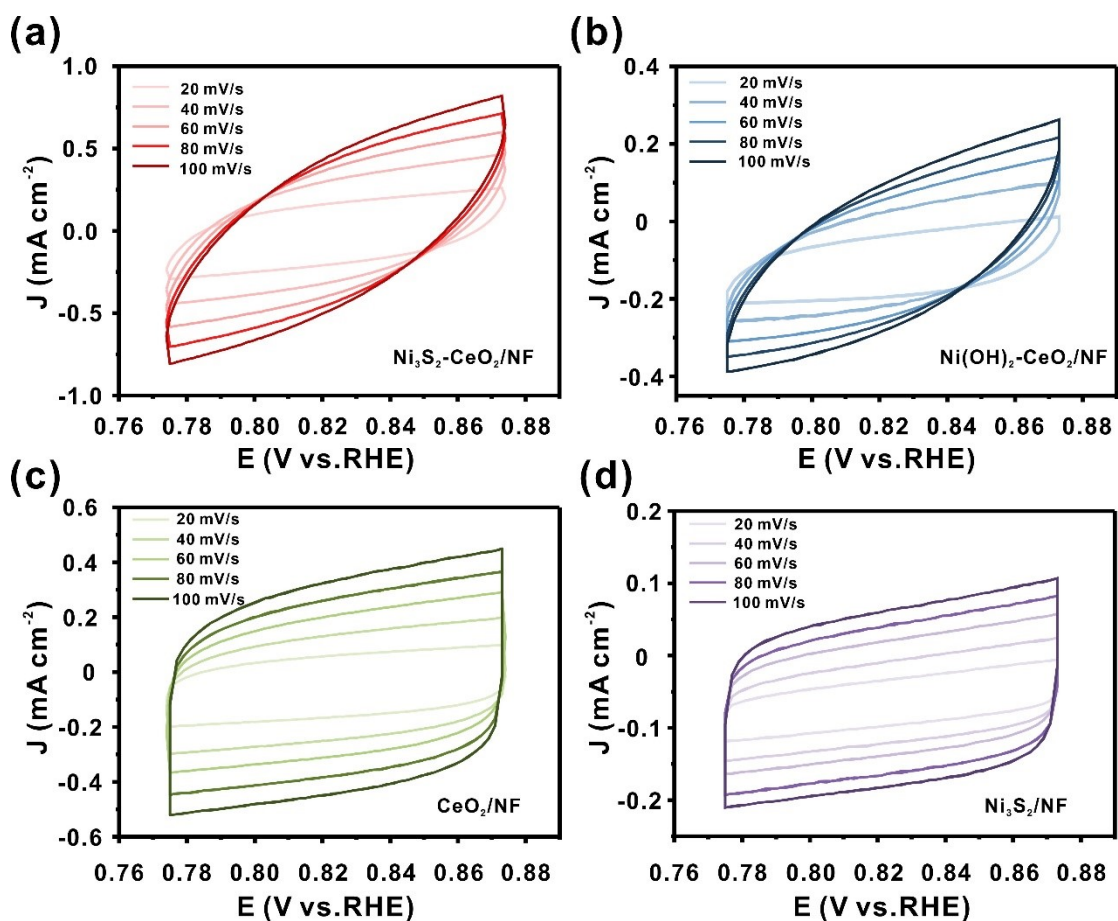 (a)
1.0
0.5
0.0
-0.5
-1.0
J (mA cm⁻²)
20 mV/s
40 mV/s
60 mV/s
80 mV/s
100 mV/s
Ni₃S₂-CeO₂/NF
0.76 0.78 0.80 0.82 0.84 0.86 0.88
E (V vs.RHE)
(b)
0.4
0.2
0
-0.2
-0.4
J (mA cm⁻²)
20 mV/s
40 mV/s
60 mV/s
80 mV/s
100 mV/s
Ni(OH)₂-CeO₂/NF
0.76 0.78 0.80 0.82 0.84 0.86 0.88
E (V vs.RHE)
(c)
0.6
0.4
0.2
0
-0.2
-0.4
-0.6
J (mA cm⁻²)
20 mV/s
40 mV/s
60 mV/s
80 mV/s
100 mV/s
CeO₂/NF
0.76 0.78 0.80 0.82 0.84 0.86 0.88
E (V vs.RHE)
(d)
0.2
0.1
0
-0.1
-0.2
J (mA cm⁻²)
20 mV/s
40 mV/s
60 mV/s
80 mV/s
100 mV/s
Ni₃S₂/NF
0.76 0.78 0.80 0.82 0.84 0.86 0.88
E (V vs.RHE)